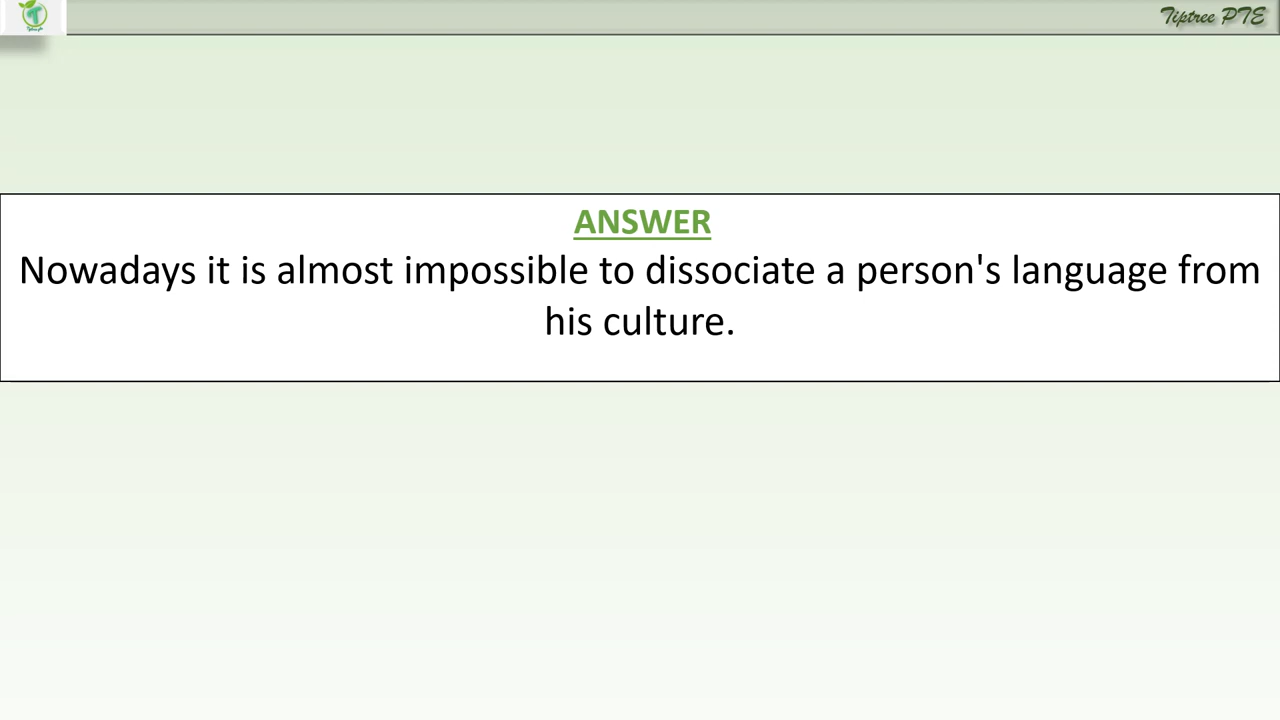 Tiptree PTE
ANSWER
Nowadays it is almost impossible to dissociate a person's language from
his culture.